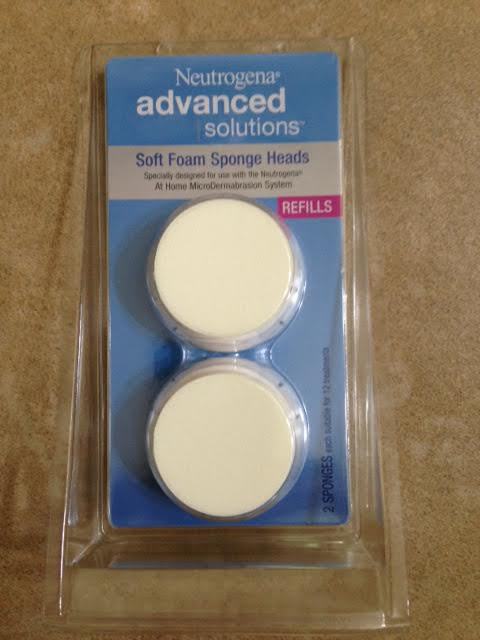 Neutrogena®
advanced
solutions™
Soft Foam Sponge Heads
Specially designed for use with the Neutrogena®
At Home MicroDermabrasion System
REFILLS
2 SPONGES each suitable for 12 treatments